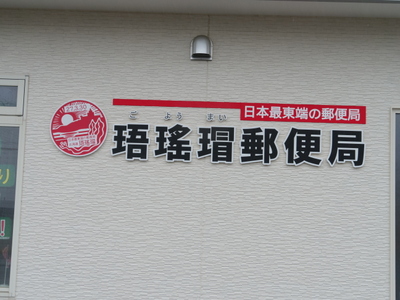 日本最東端の郵便局
ご よう まい
珸瑤瑁郵便局